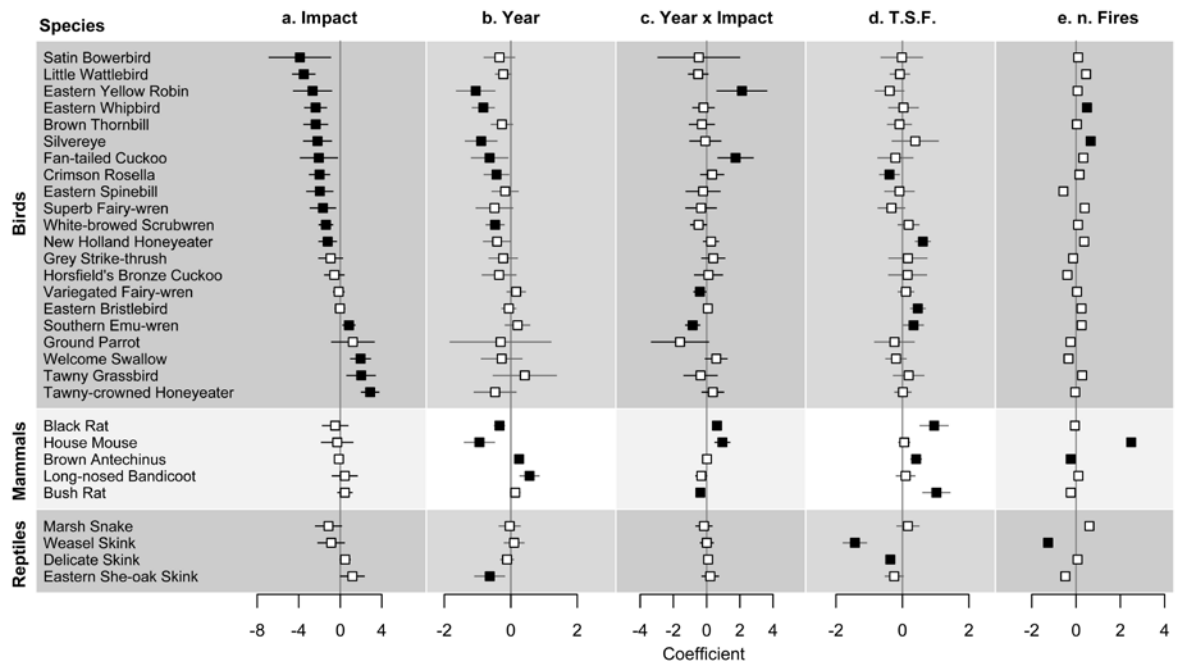 Species a. Impact b. Year c. Year x Impact d. T.S.F. e. n. Fires
Birds
Satin Bowerbird
Little Wattlebird
Eastern Yellow Robin
Eastern Whipbird
Brown Thornbill
Silvereye
Fan-tailed Cuckoo
Crimson Rosella
Eastern Spinebill
Superb Fairy-wren
White-browed Scrubwren
New Holland Honeyeater
Grey Strike-thrush
Horsfield's Bronze Cuckoo
Variegated Fairy-wren
Eastern Bristlebird
Southern Emu-wren
Ground Parrot
Welcome Swallow
Tawny Grassbird
Tawny-crowned Honeyeater
Mammals
Black Rat
House Mouse
Brown Antechinus
Long-nosed Bandicoot
Bush Rat
Reptiles
Marsh Snake
Weasel Skink
Delicate Skink
Eastern She-oak Skink
-8 -4 0 4 -2 0 2 -4 -2 0 2 4 -2 0 2 -2 0 2 4
Coefficient